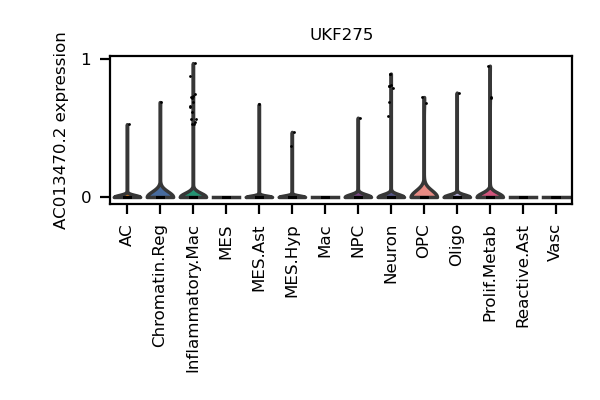 UKF275
AC013470.2 expression
1
0
AC
Chromatin.Reg
Inflammatory.Mac
MES
MES.Ast
MES.Hyp
Mac
NPC
Neuron
OPC
Oligo
Prolif.Metab
Reactive.Ast
Vasc